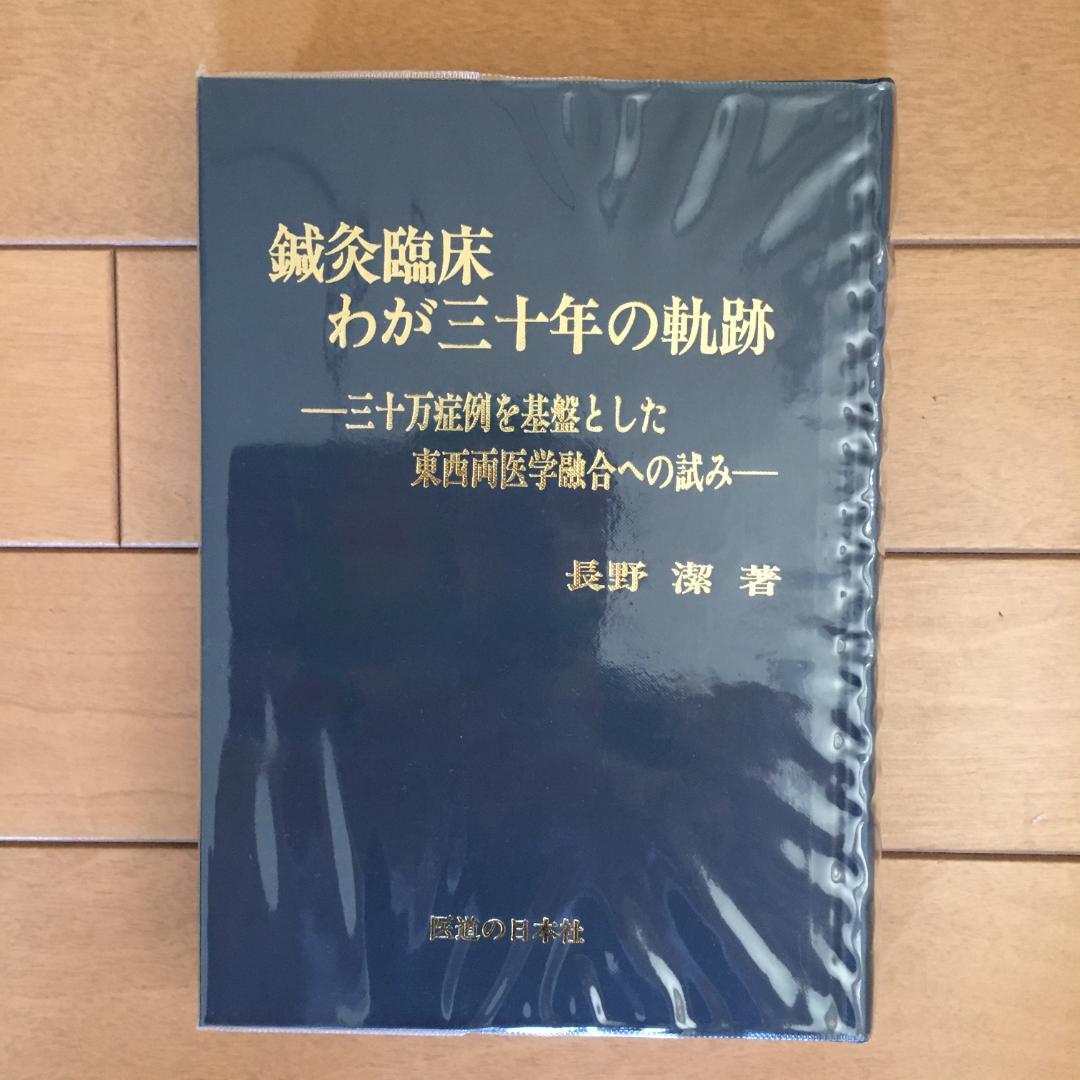 鍼灸臨床
わが三十年の軌跡
―三十万症例を基盤とした
東西両医学融合への試み―
長野 潔 著
医道の日本社